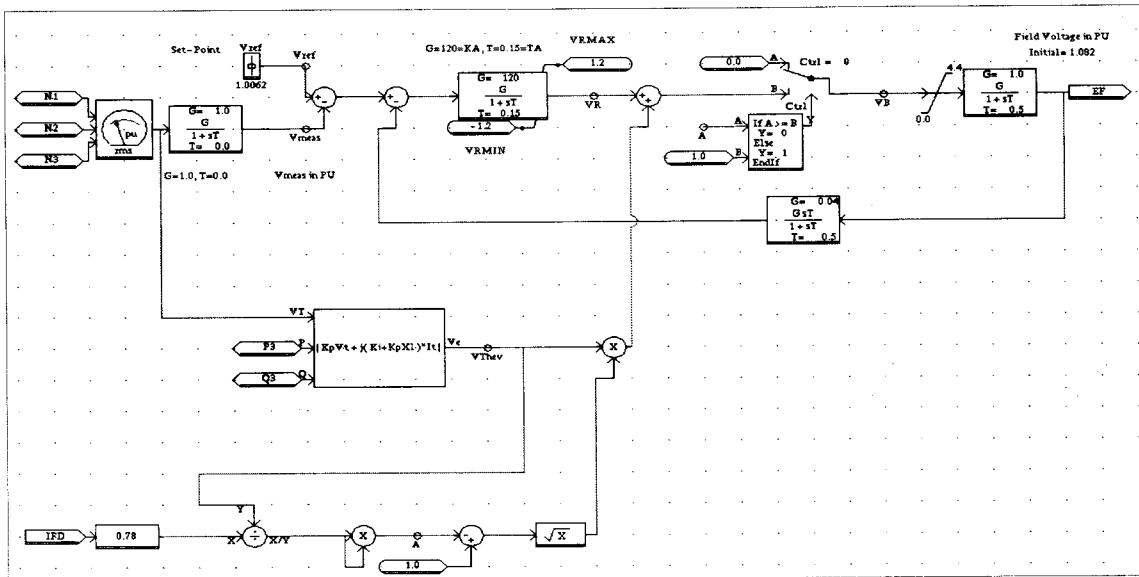 Set-Point
Vref
Vref
1.0062
G=120=KA, T=0.15=TA
VRMAX
1.2
0.0
A
Ctrl = 0
Field Voltage in PU
Initial= 1.082
N1
N2
N3
pu
rms
G= 1.0
G
1 + sT
T= 0.0
Vmeas
G=1.0, T=0.0
Vmeas in PU
+
-
+
-
G= 120
G
1 + sT
T= 0.15
-1.2
VRMIN
VR
+
+
B
Ctrl
VB
4.4
0.0
G= 1.0
G
1 + sT
T= 0.5
EF
A
A
If A >= B
Y= 0
Else
Y= 1
EndIf
1.0
B
G= 0.04
G sT
1 + sT
T= 0.5
VT
P3
P
|KpVt + j(Ki+KpXl)*It|
Ve
VThev
X
Q3
Q
Y
IFD
0.78
X
÷
X/Y
X
A
1.0
-
+
√X